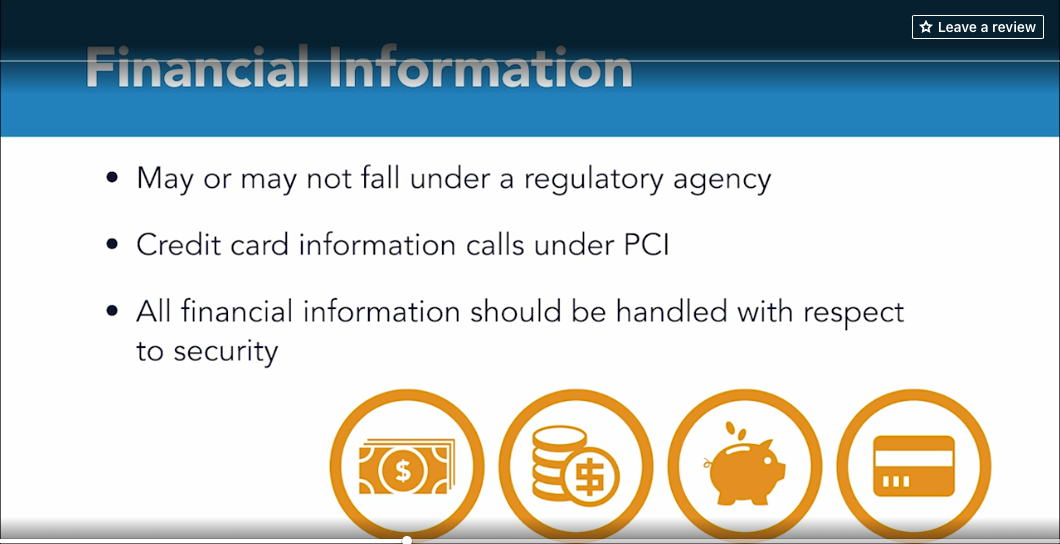 Leave a review
Financial Information
• May or may not fall under a regulatory agency
• Credit card information calls under PCI
• All financial information should be handled with respect
to security
$
$